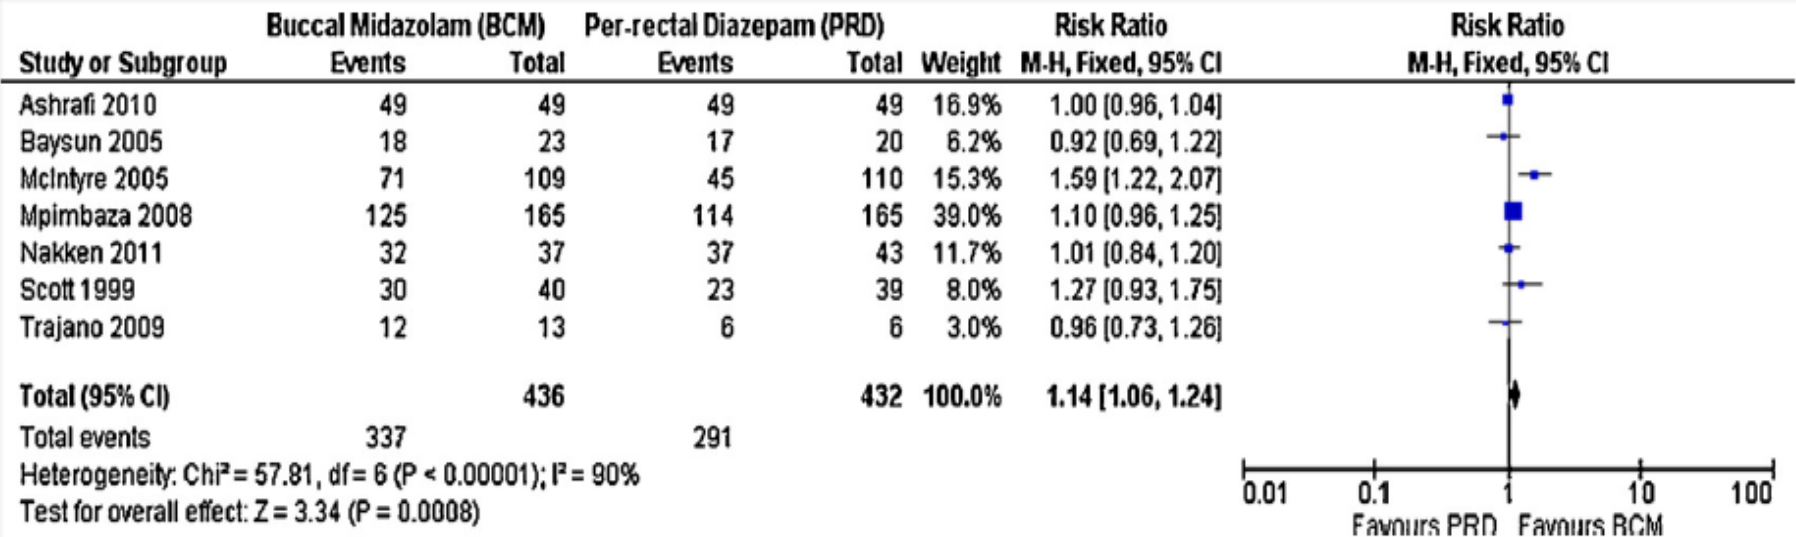 Buccal Midazolam (BCM) Per-rectal Diazepam (PRD) Risk Ratio Risk Ratio
Study or Subgroup Events Total Events Total Weight M-H, Fixed, 95% CI M-H, Fixed, 95% CI
Ashrafi 2010 49 49 49 49 16.9% 1.00 [0.96, 1.04]
Baysun 2005 18 23 17 20 6.2% 0.92 [0.69, 1.22]
McIntyre 2005 71 109 45 110 15.3% 1.59 [1.22, 2.07]
Mpimbaza 2008 125 165 114 165 39.0% 1.10 [0.96, 1.25]
Nakken 2011 32 37 37 43 11.7% 1.01 [0.84, 1.20]
Scott 1999 30 40 23 39 8.0% 1.27 [0.93, 1.75]
Trajano 2009 12 13 6 6 3.0% 0.96 [0.73, 1.26]
Total (95% CI) 436 432 100.0% 1.14 [1.06, 1.24]
Total events 337 291
Heterogeneity: Chi² = 57.81, df = 6 (P < 0.00001); I² = 90%
Test for overall effect: Z = 3.34 (P = 0.0008)
0.01 0.1 1 10 100
Favours PRD Favours BCM